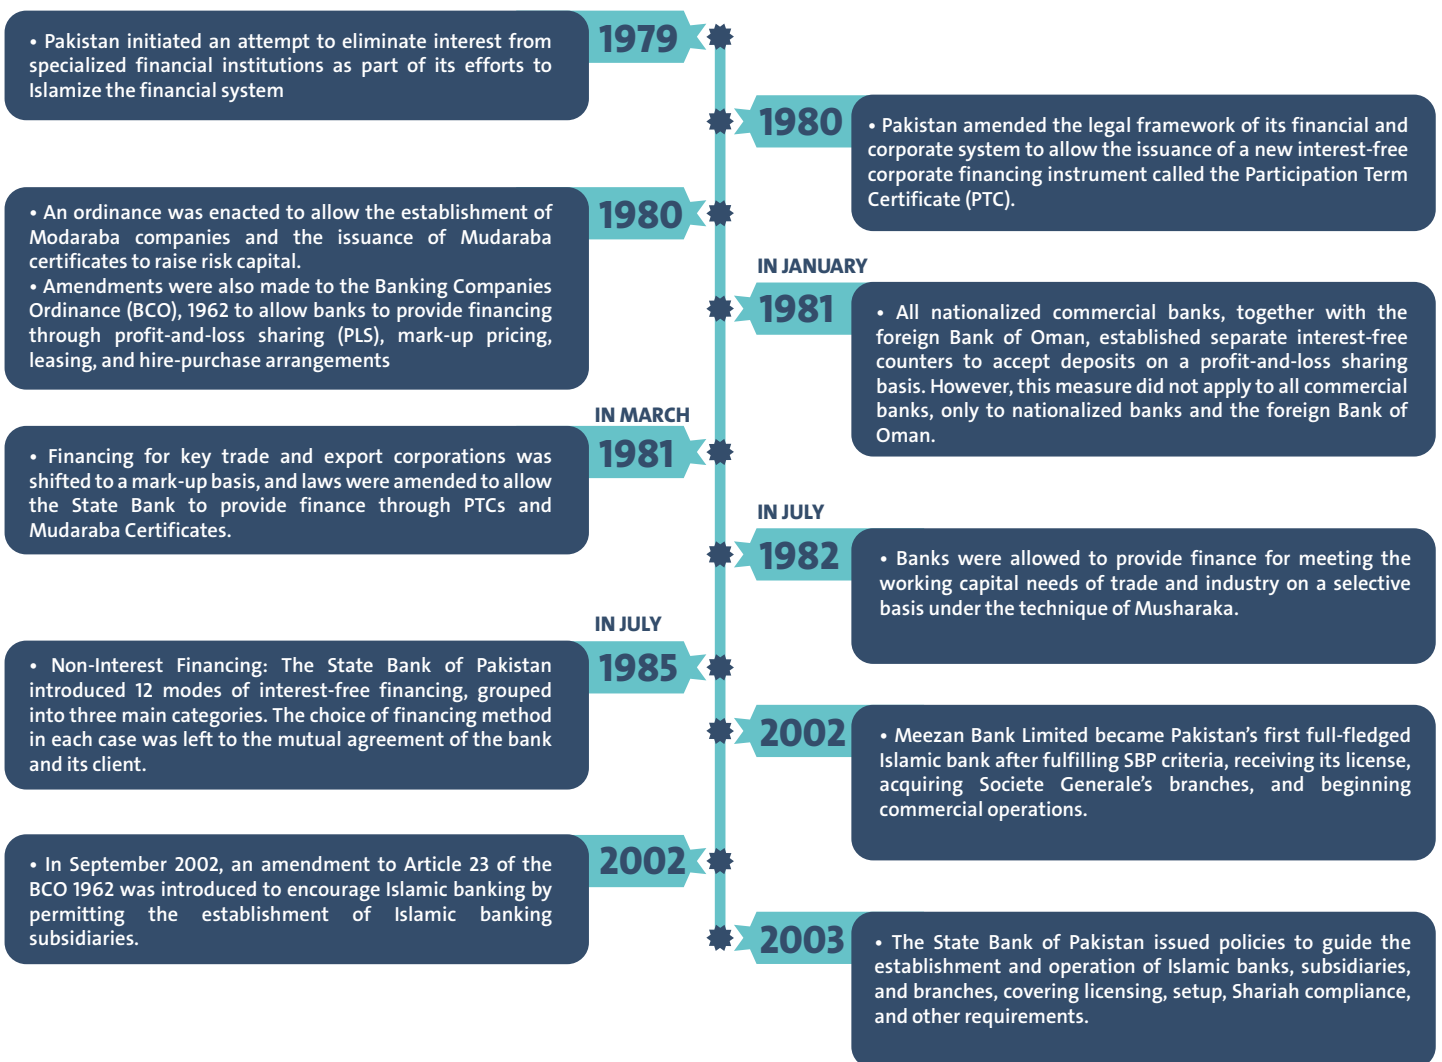 1979
• Pakistan initiated an attempt to eliminate interest from
specialized financial institutions as part of its efforts to
Islamize the financial system
1980
• Pakistan amended the legal framework of its financial and
corporate system to allow the issuance of a new interest-free
corporate financing instrument called the Participation Term
Certificate (PTC).
1980
• An ordinance was enacted to allow the establishment of
Modaraba companies and the issuance of Mudaraba
certificates to raise risk capital.
• Amendments were also made to the Banking Companies
Ordinance (BCO), 1962 to allow banks to provide financing
through profit-and-loss sharing (PLS), mark-up pricing,
leasing, and hire-purchase arrangements
IN JANUARY
1981
• All nationalized commercial banks, together with the
foreign Bank of Oman, established separate interest-free
counters to accept deposits on a profit-and-loss sharing
basis. However, this measure did not apply to all commercial
banks, only to nationalized banks and the foreign Bank of
Oman.
IN MARCH
1981
• Financing for key trade and export corporations was
shifted to a mark-up basis, and laws were amended to allow
the State Bank to provide finance through PTCs and
Mudaraba Certificates.
IN JULY
1982
• Banks were allowed to provide finance for meeting the
working capital needs of trade and industry on a selective
basis under the technique of Musharaka.
IN JULY
1985
• Non-Interest Financing: The State Bank of Pakistan
introduced 12 modes of interest-free financing, grouped
into three main categories. The choice of financing method
in each case was left to the mutual agreement of the bank
and its client.
2002
• Meezan Bank Limited became Pakistan’s first full-fledged
Islamic bank after fulfilling SBP criteria, receiving its license,
acquiring Societe Generale’s branches, and beginning
commercial operations.
2002
• In September 2002, an amendment to Article 23 of the
BCO 1962 was introduced to encourage Islamic banking by
permitting the establishment of Islamic banking
subsidiaries.
2003
• The State Bank of Pakistan issued policies to guide the
establishment and operation of Islamic banks, subsidiaries,
and branches, covering licensing, setup, Shariah compliance,
and other requirements.